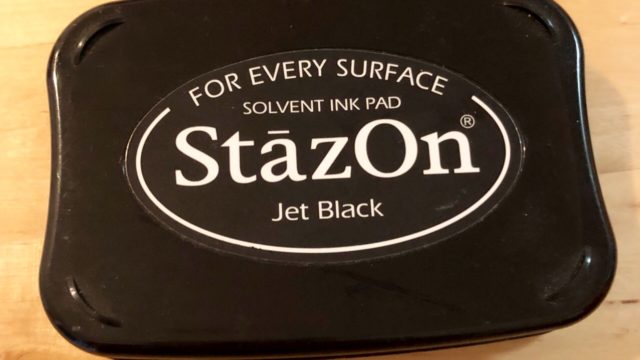 FOR EVERY SURFACE
SOLVENT INK PAD
StāzOn®
Jet Black